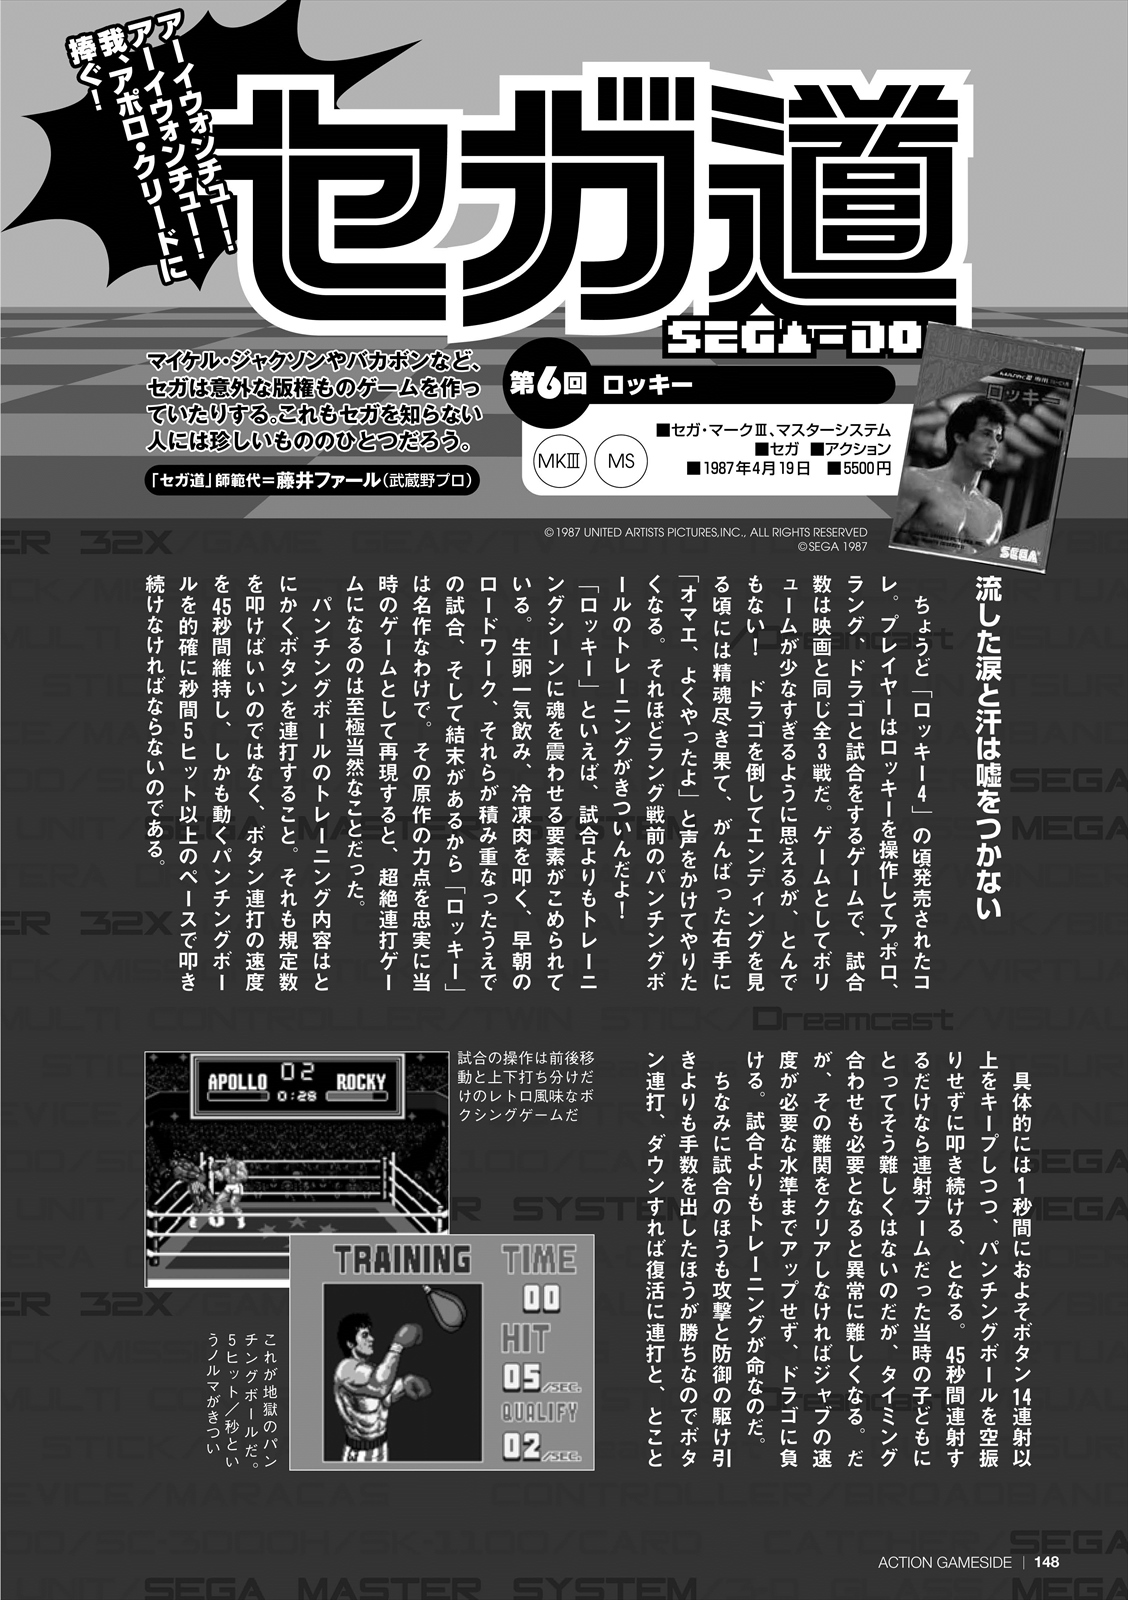 アーイウォンチュー！
アーイウォンチュー！
我、アポロ・クリードに
捧ぐ！
セガ道
SEGA-DO
マイケル・ジャクソンやバカボンなど、
セガは意外な版権ものゲームを作っ
ていたりする。これもセガを知らない
人には珍しいもののひとつだろう。
「セガ道」師範代＝藤井ファール（武蔵野プロ）
第6回 ロッキー
MKⅢ MS
■セガ・マークⅢ、マスターシステム
■セガ ■アクション
■1987年4月19日 ■5500円
ロッキー
SEGA
©1987 UNITED ARTISTS PICTURES,INC., ALL RIGHTS RESERVED
©SEGA 1987
流した涙と汗は嘘をつかない
ちょうど「ロッキー4」の頃発売されたコ
レ。プレイヤーはロッキーを操作してアポロ、
ラング、ドラゴと試合をするゲームで、試合
数は映画と同じ全3戦だ。ゲームとしてボリ
ュームが少なすぎるように思えるが、とんで
もない！　ドラゴを倒してエンディングを見
る頃には精魂尽き果て、がんばった右手に
「オマエ、よくやったよ」と声をかけてやりた
くなる。それほどラング戦前のパンチングボ
ールのトレーニングがきついんだよ！
「ロッキー」といえば、試合よりもトレーニ
ングシーンに魂を震わせる要素がこめられて
いる。生卵一気飲み、冷凍肉を叩く、早朝の
ロードワーク、それらが積み重なったうえで
の試合、そして結末があるから「ロッキー」
は名作なわけで。その原作の力点を忠実に当
時のゲームとして再現すると、超絶連打ゲー
ムになるのは至極当然なことだった。
パンチングボールのトレーニング内容はと
にかくボタンを連打すること。それも規定数
を叩けばいいのではなく、ボタン連打の速度
を45秒間維持し、しかも動くパンチングボー
ルを的確に秒間5ヒット以上のペースで叩き
続けなければならないのである。
具体的には1秒間におよそボタン14連射以
上をキープしつつ、パンチングボールを空振
りせずに叩き続ける、となる。45秒間連射す
るだけなら連射ブームだった当時の子どもに
とってそう難しくはないのだが、タイミング
合わせも必要となると異常に難しくなる。だ
が、その難関をクリアしなければジャブの速
度が必要な水準までアップせず、ドラゴに負
ける。試合よりもトレーニングが命なのだ。
ちなみに試合のほうも攻撃と防御の駆け引
きよりも手数を出したほうが勝ちなのでボタ
ン連打、ダウンすれば復活に連打と、とこと
試合の操作は前後移
動と上下打ち分けだ
けのレトロ風味なボ
クシングゲームだ
APOLLO 02 ROCKY
0:28
TRAINING TIME
00
HIT
05/SEC.
QUALIFY
02/SEC.
これが地獄のパン
チングボールだ。
5ヒット／秒とい
うノルマがきつい
ACTION GAMESIDE | 148